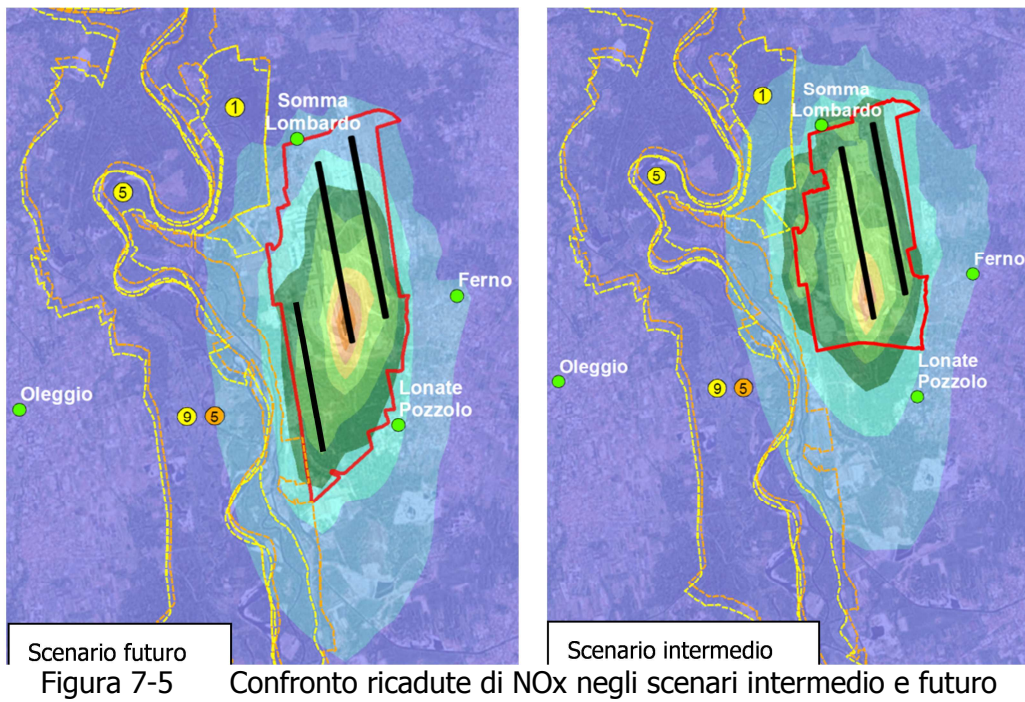 1
Somma
Lombardo
5
Ferno
Oleggio
9 5
Lonate
Pozzolo
Scenario futuro
1
Somma
Lombardo
5
Ferno
Oleggio
9 5
Lonate
Pozzolo
Scenario intermedio
Figura 7-5 Confronto ricadute di NOx negli scenari intermedio e futuro